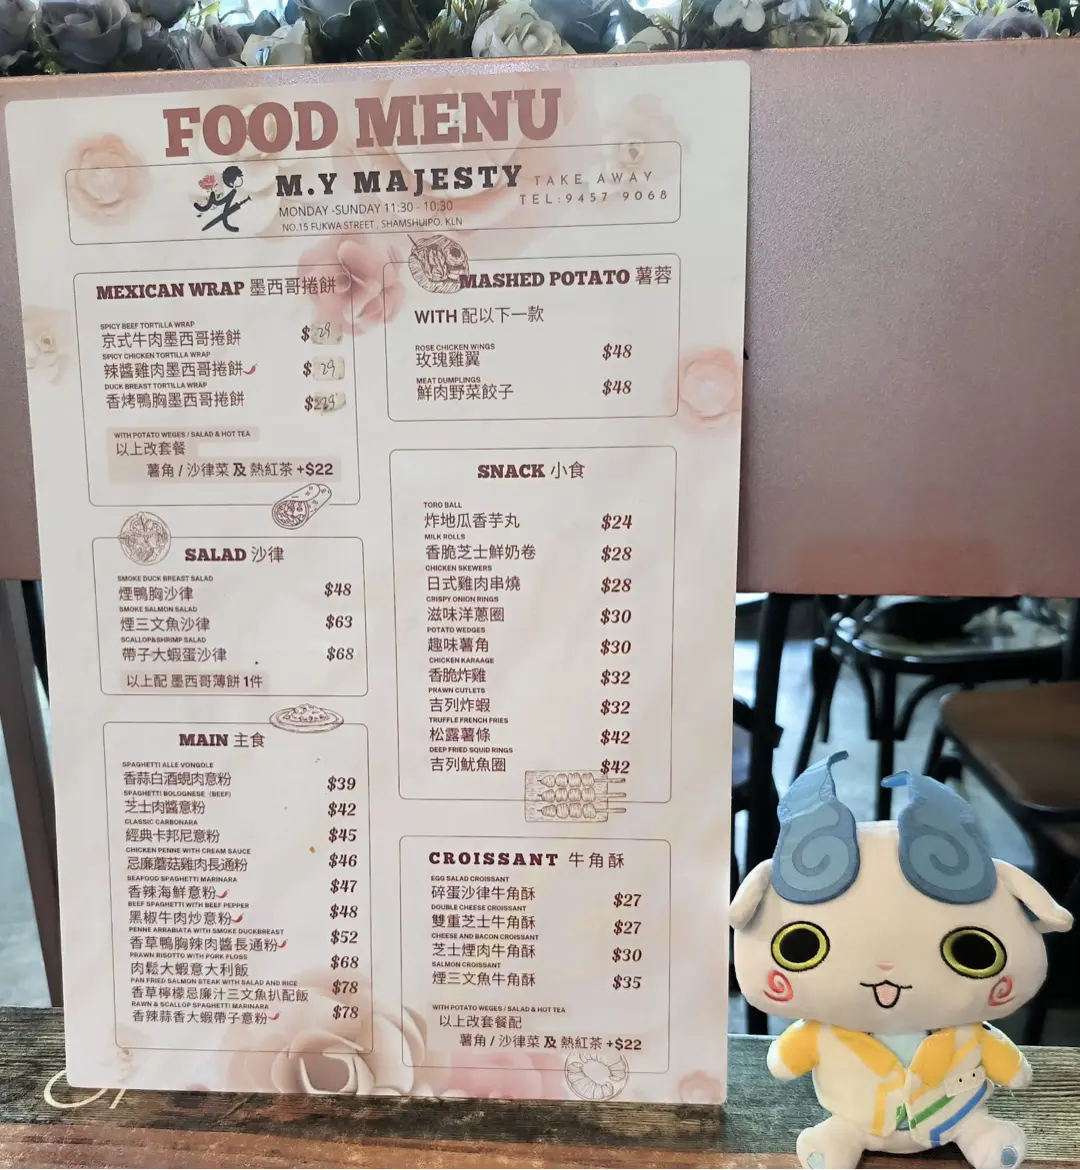 FOOD MENU
M.Y MAJESTY
MONDAY -SUNDAY 11:30 - 10:30
NO.15 FUKWA STREET , SHAMSHUIPO, KLN
TAKE AWAY
TEL:9457 9068
MEXICAN WRAP 墨西哥捲餅
SPICY BEEF TORTILLA WRAP
京式牛肉墨西哥捲餅 $29
SPICY CHICKEN TORTILLA WRAP
辣醬雞肉墨西哥捲餅 $29
DUCK BREAST TORTILLA WRAP
香烤鴨胸墨西哥捲餅 $
WITH POTATO WEGES / SALAD & HOT TEA
以上改套餐
薯角 / 沙律菜 及 熱紅茶 +$22
SALAD 沙律
SMOKE DUCK BREAST SALAD
煙鴨胸沙律 $48
SMOKE SALMON SALAD
煙三文魚沙律 $63
SCALLOP&SHRIMP SALAD
帶子大蝦蛋沙律 $68
以上配 墨西哥薄餅 1件
MAIN 主食
SPAGHETTI ALLE VONGOLE
香蒜白酒蜆肉意粉 $39
SPAGHETTI BOLOGNESE (BEEF)
芝士肉醬意粉 $42
CLASSIC CARBONARA
經典卡邦尼意粉 $45
CHICKEN PENNE WITH CREAM SAUCE
忌廉蘑菇雞肉長通粉 $46
SEAFOOD SPAGHETTI MARINARA
香辣海鮮意粉 $47
BEEF SPAGHETTI WITH BEEF PEPPER
黑椒牛肉炒意粉 $48
PENNE ARRABIATA WITH SMOKE DUCKBREAST
香草鴨胸辣肉醬長通粉 $52
PRAWN RISOTTO WITH PORK FLOSS
肉鬆大蝦意大利飯 $68
PAN FRIED SALMON STEAK WITH SALAD AND RICE
香草檸檬忌廉汁三文魚扒配飯 $78
RAWN & SCALLOP SPAGHETTI MARINARA
香辣蒜香大蝦帶子意粉 $78
MASHED POTATO 薯蓉
WITH 配以下一款
ROSE CHICKEN WINGS
玫瑰雞翼 $48
MEAT DUMPLINGS
鮮肉野菜餃子 $48
SNACK 小食
TORO BALL
炸地瓜香芋丸 $24
MILK ROLLS
香脆芝士鮮奶卷 $28
CHICKEN SKEWERS
日式雞肉串燒 $28
CRISPY ONION RINGS
滋味洋蔥圈 $30
POTATO WEDGES
趣味薯角 $30
CHICKEN KARAAGE
香脆炸雞 $32
PRAWN CUTLETS
吉列炸蝦 $32
TRUFFLE FRENCH FRIES
松露薯條 $42
DEEP FRIED SQUID RINGS
吉列魷魚圈 $42
CROISSANT 牛角酥
EGG SALAD CROISSANT
碎蛋沙律牛角酥 $27
DOUBLE CHEESE CROISSANT
雙重芝士牛角酥 $27
CHEESE AND BACON CROISSANT
芝士煙肉牛角酥 $30
SALMON CROISSANT
煙三文魚牛角酥 $35
WITH POTATO WEGES / SALAD & HOT TEA
以上改套餐配
薯角 / 沙律菜 及 熱紅茶 +$22